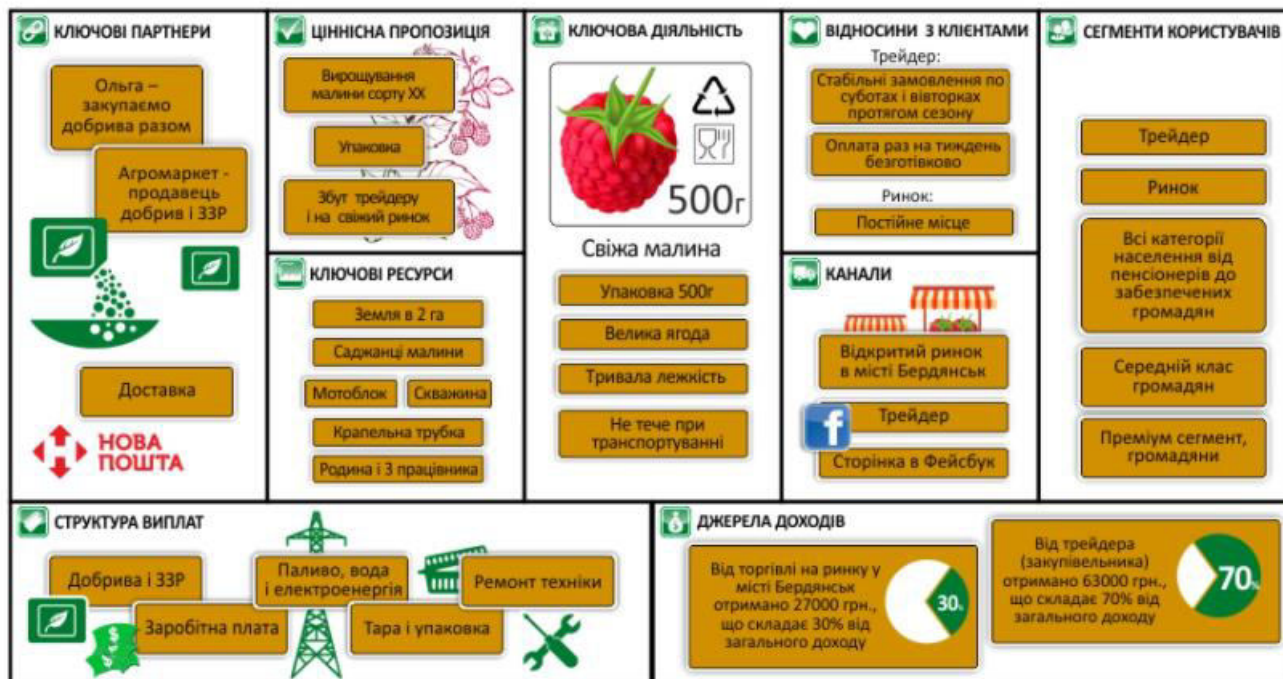 КЛЮЧОВІ ПАРТНЕРИ
Ольга –
закупаємо
добрива разом
Агромаркет -
продавець
добрив і ЗЗР
Доставка
НОВА
ПОШТА
ЦІННІСНА ПРОПОЗИЦІЯ
Вирощування
малини сорту ХХ
Упаковка
Збут трейдеру
і на свіжий ринок
КЛЮЧОВІ РЕСУРСИ
Земля в 2 га
Саджанці малини
Мотоблок
Скважина
Крапельна трубка
Родина і 3 працівника
КЛЮЧОВА ДІЯЛЬНІСТЬ
500г
Свіжа малина
Упаковка 500г
Велика ягода
Тривала лежкість
Не тече при
транспортуванні
ВІДНОСИНИ З КЛІЄНТАМИ
Трейдер:
Стабільні замовлення по
суботах і вівторках
протягом сезону
Оплата раз на тиждень
безготівково
Ринок:
Постійне місце
КАНАЛИ
Відкритий ринок
в місті Бердянськ
f
Трейдер
Сторінка в Фейсбук
СЕГМЕНТИ КОРИСТУВАЧІВ
Трейдер
Ринок
Всі категорії
населення від
пенсіонерів до
забезпечених
громадян
Середній клас
громадян
Преміум сегмент,
громадяни
СТРУКТУРА ВИПЛАТ
Добрива і ЗЗР
Заробітна плата
Паливо, вода
і електроенергія
Тара і упаковка
Ремонт техніки
ДЖЕРЕЛА ДОХОДІВ
Від торгівлі на ринку у
місті Бердянськ
отримано 27000 грн.,
що складає 30% від
загального доходу
30%
Від трейдера
(закупівельника)
отримано 63000 грн.,
що складає 70% від
загального доходу
70%